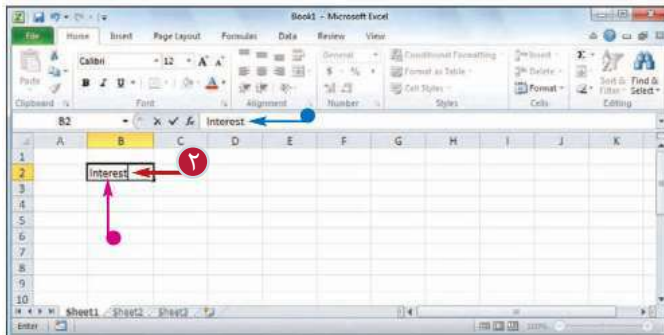 Book1 - Microsoft Excel
File Home Insert Page Layout Formulas Data Review View
Calibri 12 A A Σ
Paste B I U A General $ % , Conditional Formatting Format as Table Cell Styles Insert Delete Format Sort & Filter Find & Select
Clipboard Font Alignment Number Styles Cells Editing
B2 fx Interest
A B C D E F G H I J K
1
2 Interest ٢
3
4
5
6
7
8
9
10
Sheet1 Sheet2 Sheet3
Enter 100%